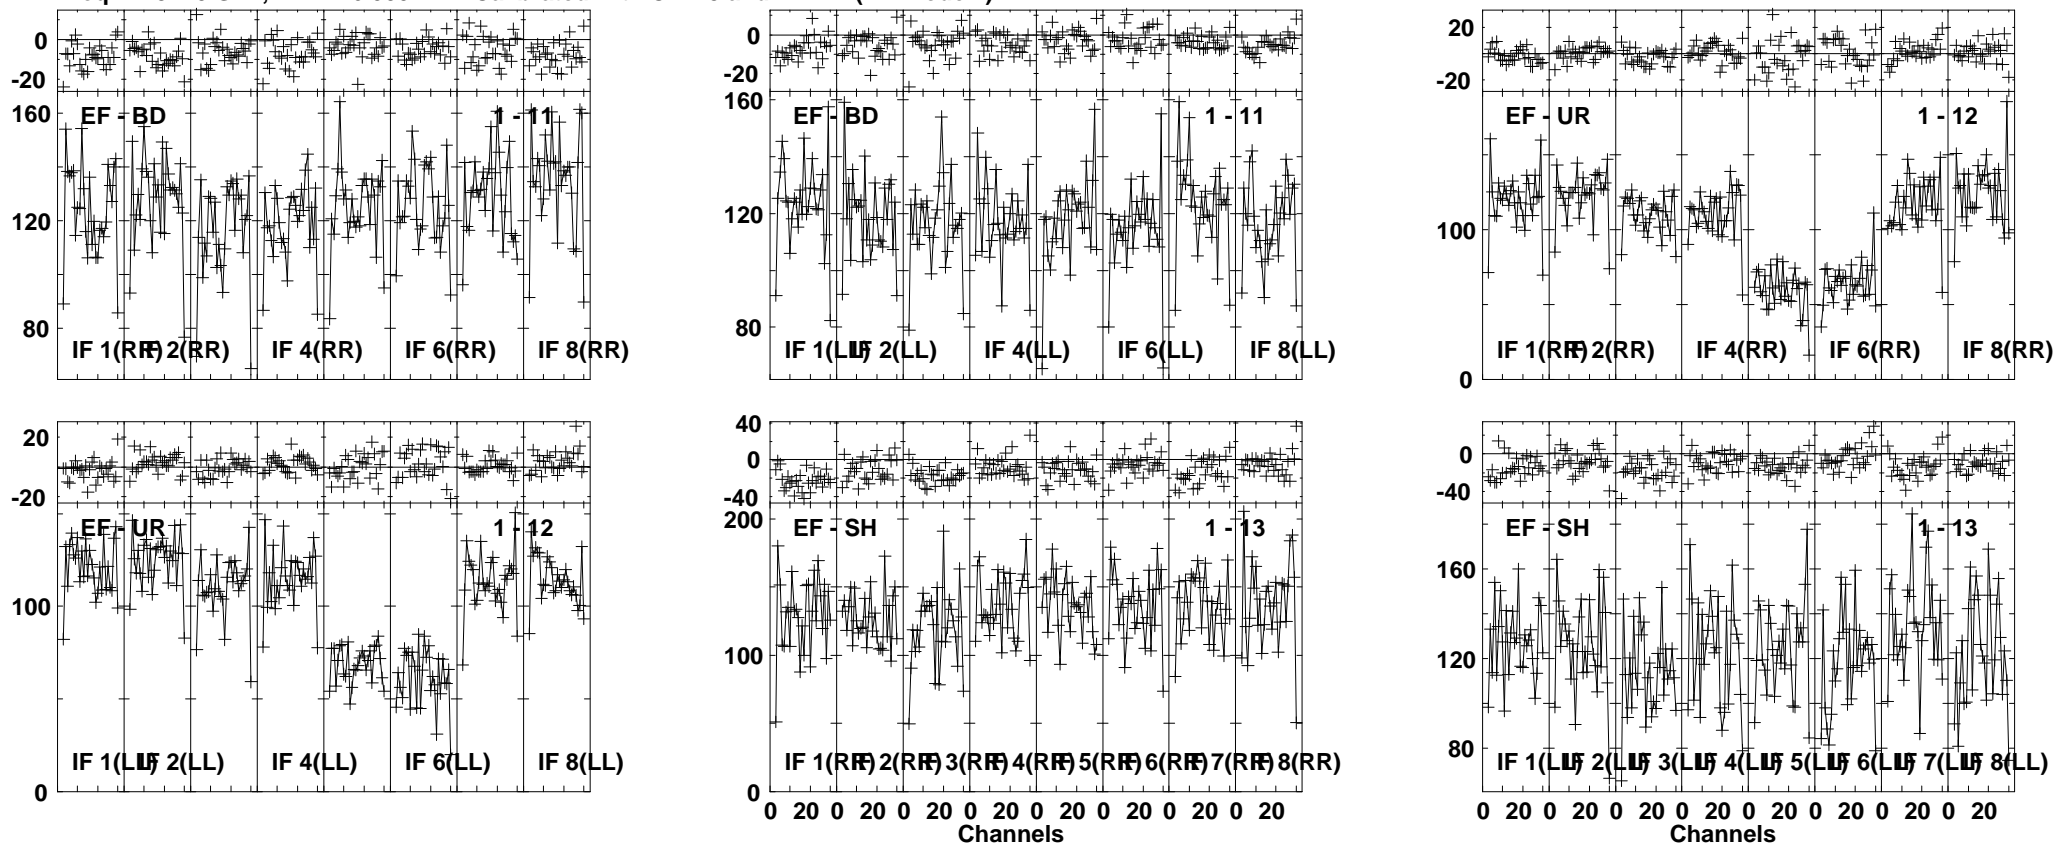 0
-20
160
120
80
EF - BD
1 - 11
IF 1(RR)
IF 2(RR)
IF 4(RR)
IF 6(RR)
IF 8(RR)
0
-20
160
120
80
EF - BD
1 - 11
IF 1(LL)
IF 2(LL)
IF 4(LL)
IF 6(LL)
IF 8(LL)
20
0
-20
100
0
EF - UR
1 - 12
IF 1(RR)
IF 2(RR)
IF 4(RR)
IF 6(RR)
IF 8(RR)
20
0
-20
100
0
EF - UR
1 - 12
IF 1(LL)
IF 2(LL)
IF 4(LL)
IF 6(LL)
IF 8(LL)
40
0
-40
200
100
0
EF - SH
1 - 13
IF 1(RR)
IF 2(RR)
IF 3(RR)
IF 4(RR)
IF 5(RR)
IF 6(RR)
IF 7(RR)
IF 8(RR)
0 20 0 20 0 20 0 20 0 20 0 20 0 20 0 20
Channels
0
-40
160
120
80
EF - SH
1 - 13
IF 1(LL)
IF 2(LL)
IF 3(LL)
IF 4(LL)
IF 5(LL)
IF 6(LL)
IF 7(LL)
IF 8(LL)
0 20 0 20 0 20 0 20 0 20 0 20 0 20 0 20
Channels